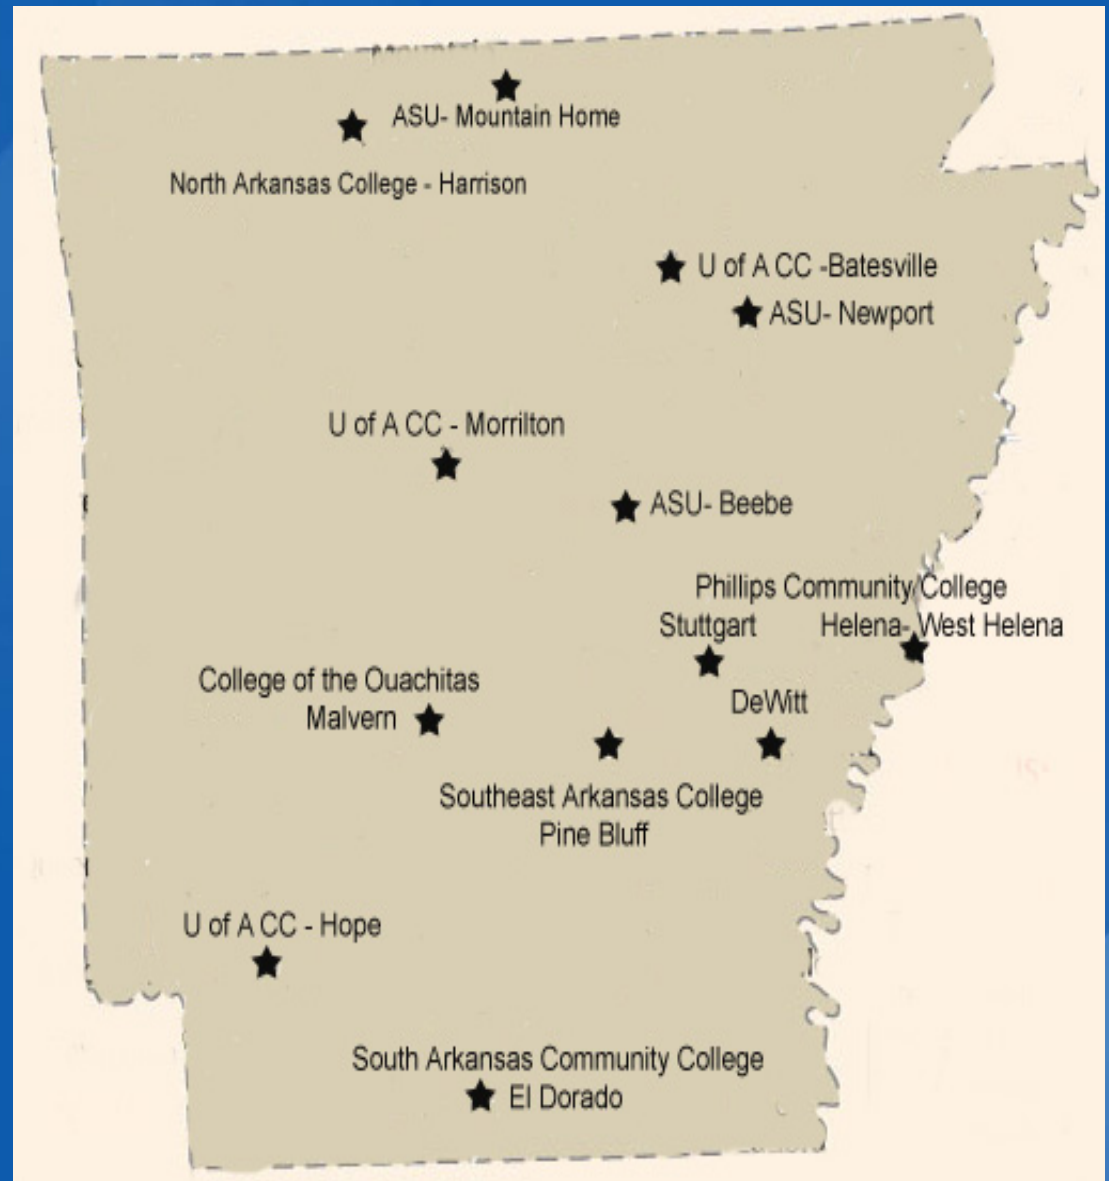 ASU- Mountain Home
North Arkansas College - Harrison
U of A CC -Batesville
ASU- Newport
U of A CC - Morrilton
ASU- Beebe
Phillips Community College
Stuttgart
Helena- West Helena
College of the Ouachitas
Malvern
DeWitt
Southeast Arkansas College
Pine Bluff
U of A CC - Hope
South Arkansas Community College
El Dorado